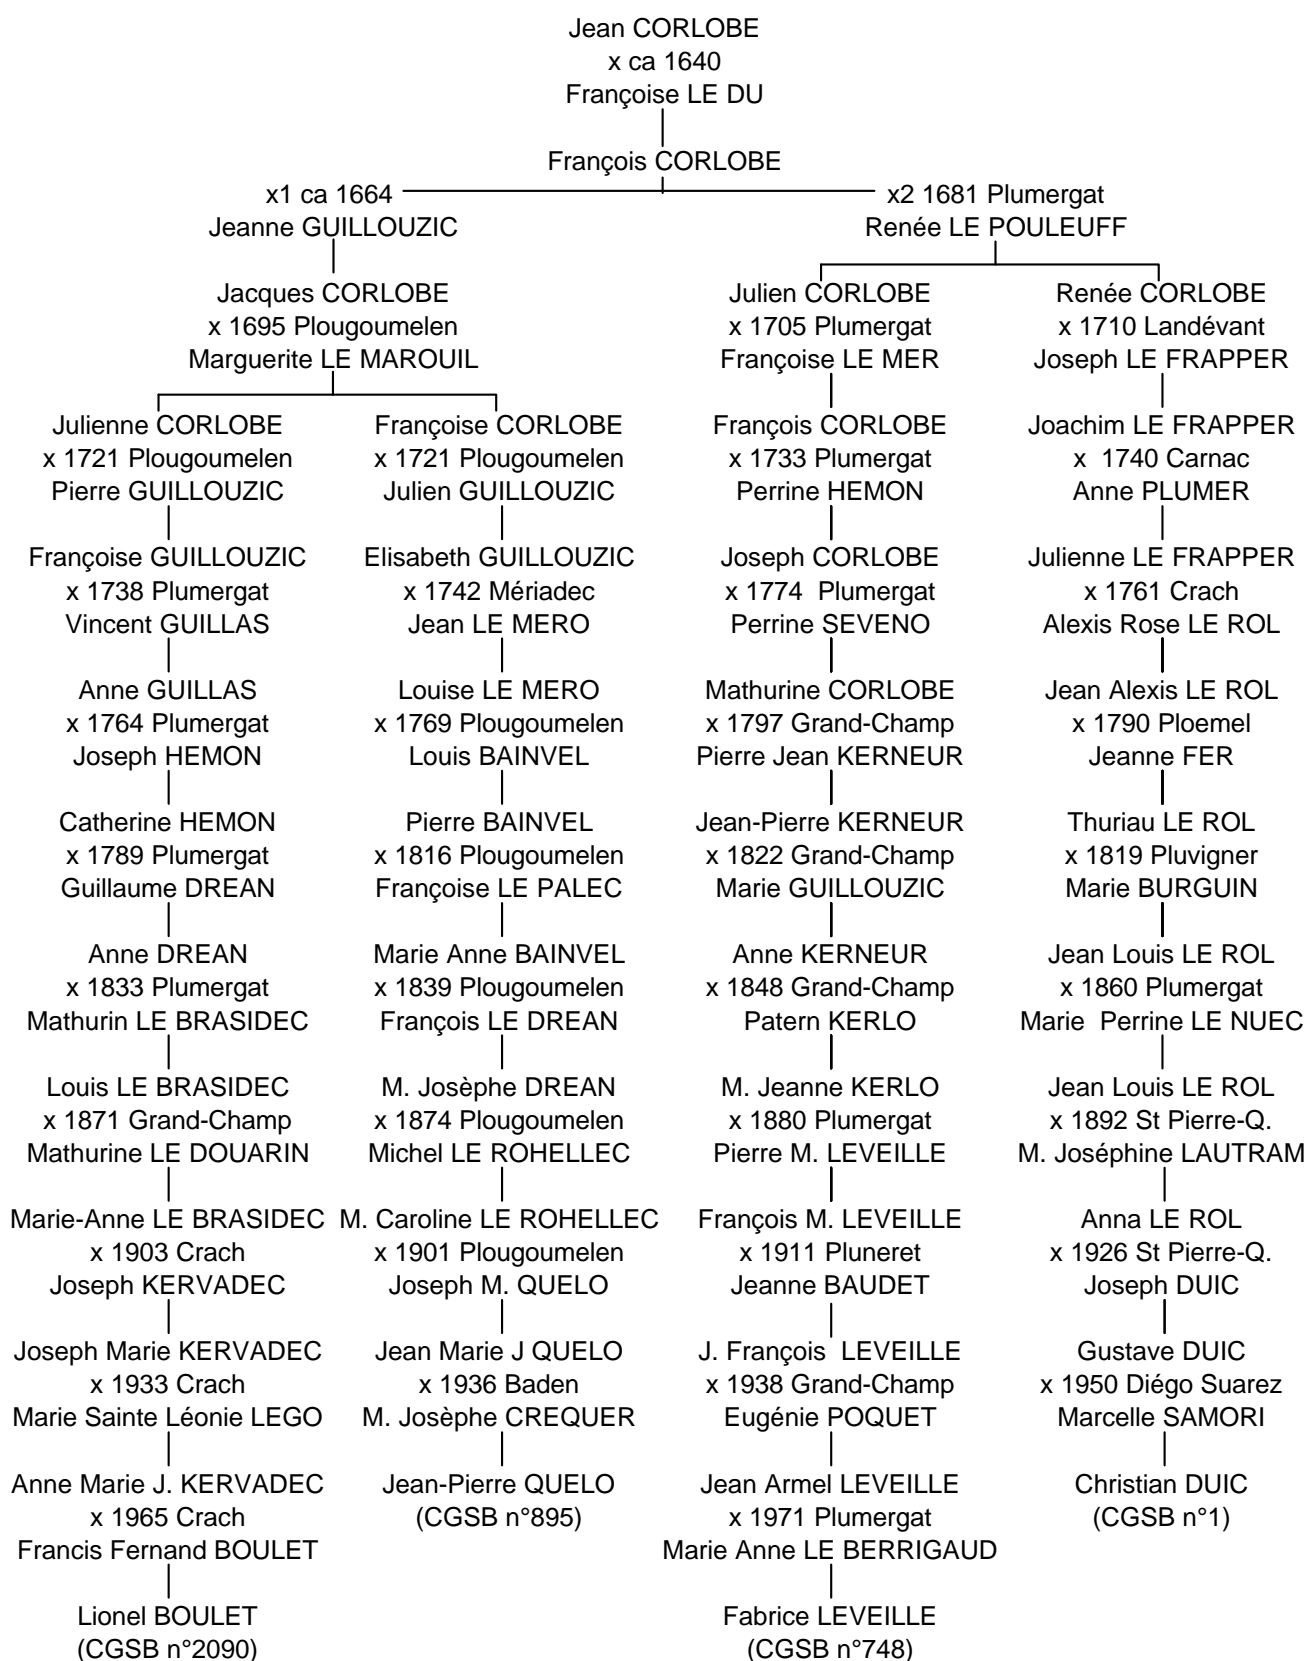 Jean CORLOBE
x ca 1640
Françoise LE DU
François CORLOBE
x1 ca 1664
Jeanne GUILLOUZIC
x2 1681 Plumergat
Renée LE POULEUFF
Jacques CORLOBE
x 1695 Plougoumelen
Marguerite LE MAROUIL
Julien CORLOBE
x 1705 Plumergat
Françoise LE MER
Renée CORLOBE
x 1710 Landévant
Joseph LE FRAPPER
Julienne CORLOBE
x 1721 Plougoumelen
Pierre GUILLOUZIC
Françoise GUILLOUZIC
x 1738 Plumergat
Vincent GUILLAS
Anne GUILLAS
x 1764 Plumergat
Joseph HEMON
Catherine HEMON
x 1789 Plumergat
Guillaume DREAN
Anne DREAN
x 1833 Plumergat
Mathurin LE BRASIDEC
Louis LE BRASIDEC
x 1871 Grand-Champ
Mathurine LE DOUARIN
Marie-Anne LE BRASIDEC
x 1903 Crach
Joseph KERVADEC
Joseph Marie KERVADEC
x 1933 Crach
Marie Sainte Léonie LEGO
Anne Marie J. KERVADEC
x 1965 Crach
Francis Fernand BOULET
Lionel BOULET
(CGSB n°2090)
Françoise CORLOBE
x 1721 Plougoumelen
Julien GUILLOUZIC
Elisabeth GUILLOUZIC
x 1742 Mériadec
Jean LE MERO
Louise LE MERO
x 1769 Plougoumelen
Louis BAINVEL
Pierre BAINVEL
x 1816 Plougoumelen
Françoise LE PALEC
Marie Anne BAINVEL
x 1839 Plougoumelen
François LE DREAN
M. Josèphe DREAN
x 1874 Plougoumelen
Michel LE ROHELLEC
M. Caroline LE ROHELLEC
x 1901 Plougoumelen
Joseph M. QUELO
Jean Marie J QUELO
x 1936 Baden
M. Josèphe CREQUER
Jean-Pierre QUELO
(CGSB n°895)
François CORLOBE
x 1733 Plumergat
Perrine HEMON
Joseph CORLOBE
x 1774 Plumergat
Perrine SEVENO
Mathurine CORLOBE
x 1797 Grand-Champ
Pierre Jean KERNEUR
Jean-Pierre KERNEUR
x 1822 Grand-Champ
Marie GUILLOUZIC
Anne KERNEUR
x 1848 Grand-Champ
Patern KERLO
M. Jeanne KERLO
x 1880 Plumergat
Pierre M. LEVEILLE
François M. LEVEILLE
x 1911 Pluneret
Jeanne BAUDET
J. François LEVEILLE
x 1938 Grand-Champ
Eugénie POQUET
Jean Armel LEVEILLE
x 1971 Plumergat
Marie Anne LE BERRIGAUD
Fabrice LEVEILLE
(CGSB n°748)
Joachim LE FRAPPER
x 1740 Carnac
Anne PLUMER
Julienne LE FRAPPER
x 1761 Crach
Alexis Rose LE ROL
Jean Alexis LE ROL
x 1790 Ploemel
Jeanne FER
Thuriau LE ROL
x 1819 Pluvigner
Marie BURGUIN
Jean Louis LE ROL
x 1860 Plumergat
Marie Perrine LE NUEC
Jean Louis LE ROL
x 1892 St Pierre-Q.
M. Joséphine LAUTRAM
Anna LE ROL
x 1926 St Pierre-Q.
Joseph DUIC
Gustave DUIC
x 1950 Diégo Suarez
Marcelle SAMORI
Christian DUIC
(CGSB n°1)